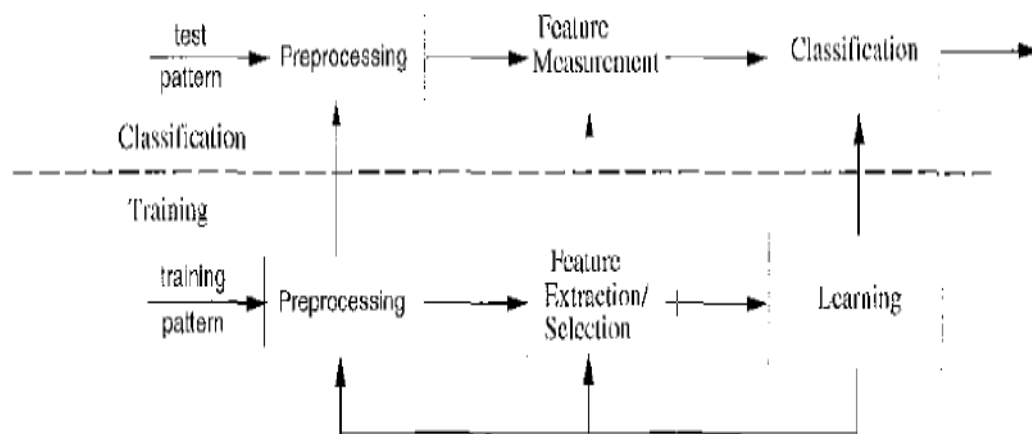 test
pattern
Preprocessing
Feature
Measurement
Classification
Classification
Training
training
pattern
Preprocessing
Feature
Extraction/
Selection
Learning